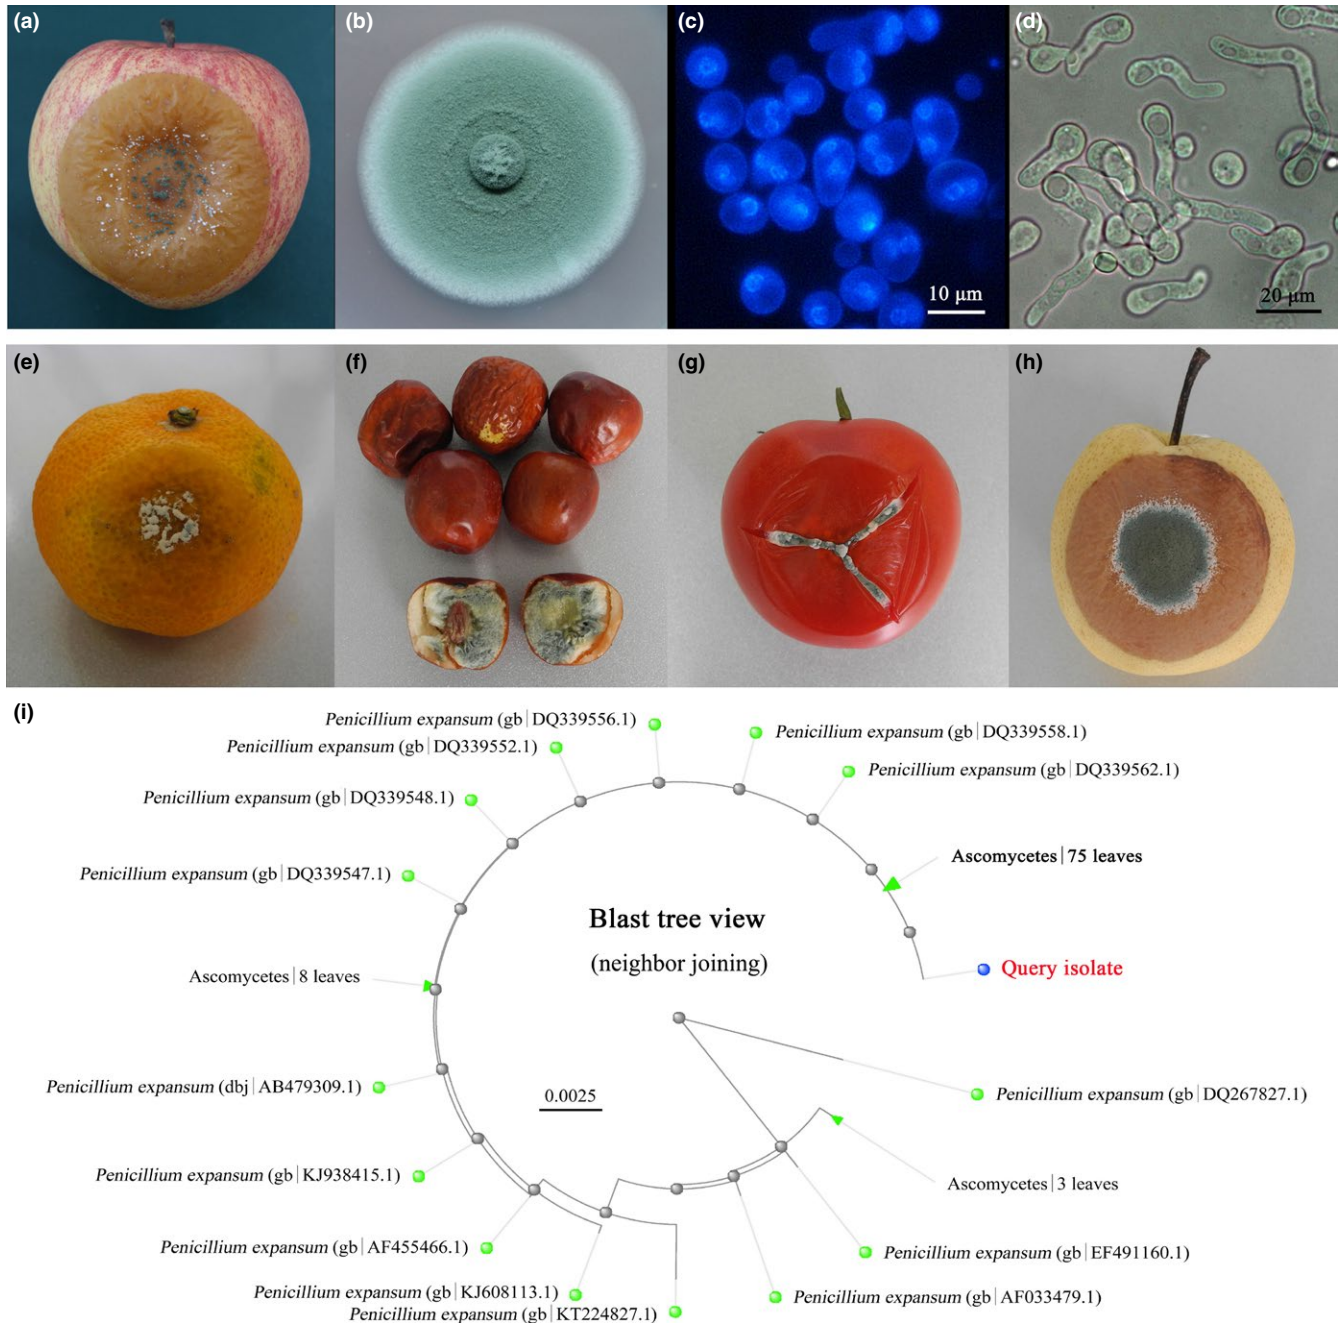 (a)
(b)
(c)
(d)
10 µm
20 µm
(e)
(f)
(g)
(h)
(i)
Penicillium expansum (gb|DQ339556.1)
Penicillium expansum (gb|DQ339558.1)
Penicillium expansum (gb|DQ339552.1)
Penicillium expansum (gb|DQ339562.1)
Penicillium expansum (gb|DQ339548.1)
Ascomycetes|75 leaves
Penicillium expansum (gb|DQ339547.1)
Blast tree view
(neighbor joining)
Ascomycetes|8 leaves
Query isolate
Penicillium expansum (dbj|AB479309.1)
0.0025
Penicillium expansum (gb|DQ267827.1)
Penicillium expansum (gb|KJ938415.1)
Ascomycetes|3 leaves
Penicillium expansum (gb|AF455466.1)
Penicillium expansum (gb|EF491160.1)
Penicillium expansum (gb|KJ608113.1)
Penicillium expansum (gb|AF033479.1)
Penicillium expansum (gb|KT224827.1)